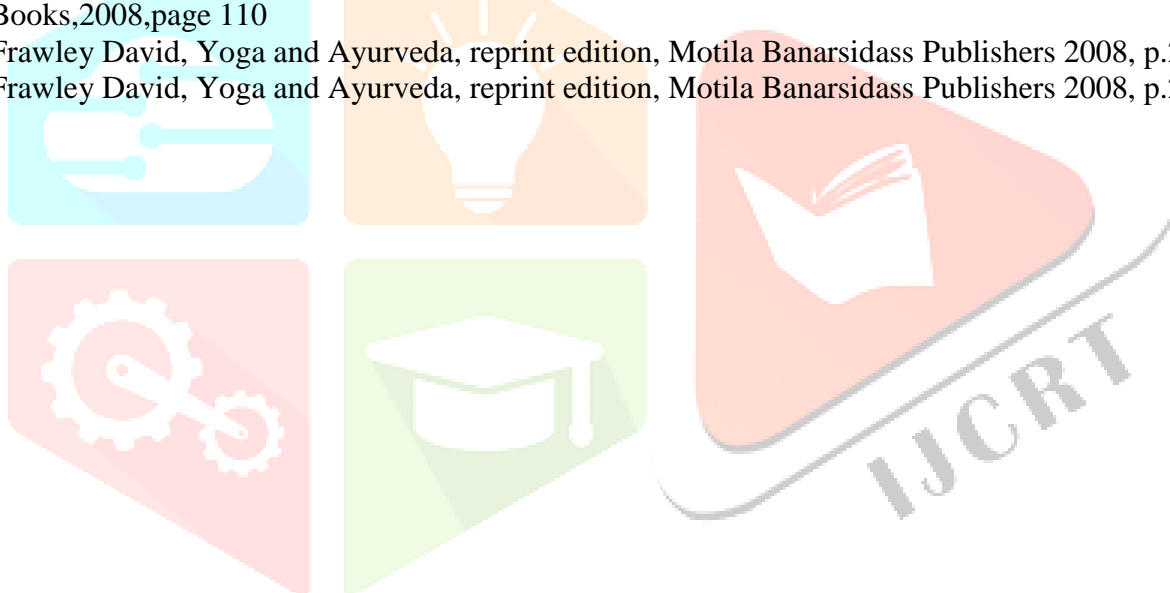 Books,2008,page 110
Frawley David, Yoga and Ayurveda, reprint edition, Motila Banarsidass Publishers 2008, p.
Frawley David, Yoga and Ayurveda, reprint edition, Motila Banarsidass Publishers 2008, p.
IJCRT